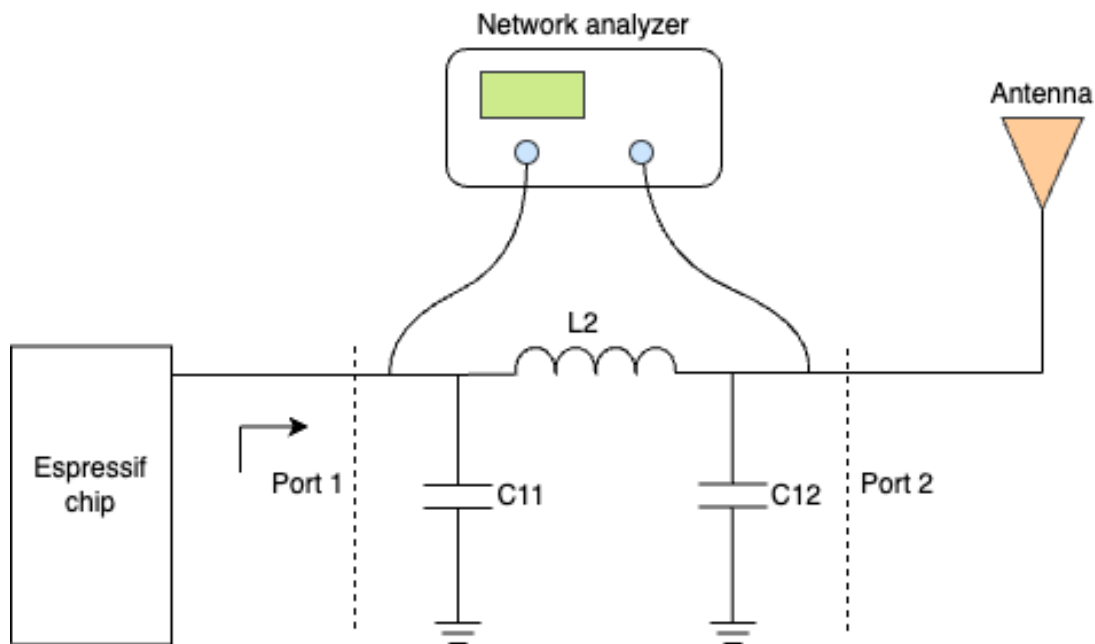 Network analyzer
Antenna
L2
Espressif
chip
Port 1
C11
C12
Port 2